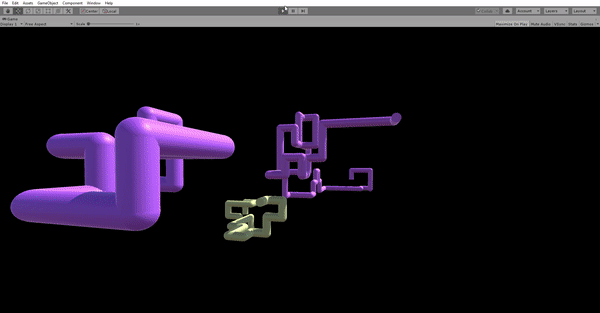 File Edit Assets GameObject Component Window Help
Center Local Account Layers Layout
Game
Display 1 Free Aspect Scale 1x Maximize On Play Mute Audio VSync Stats Gizmos